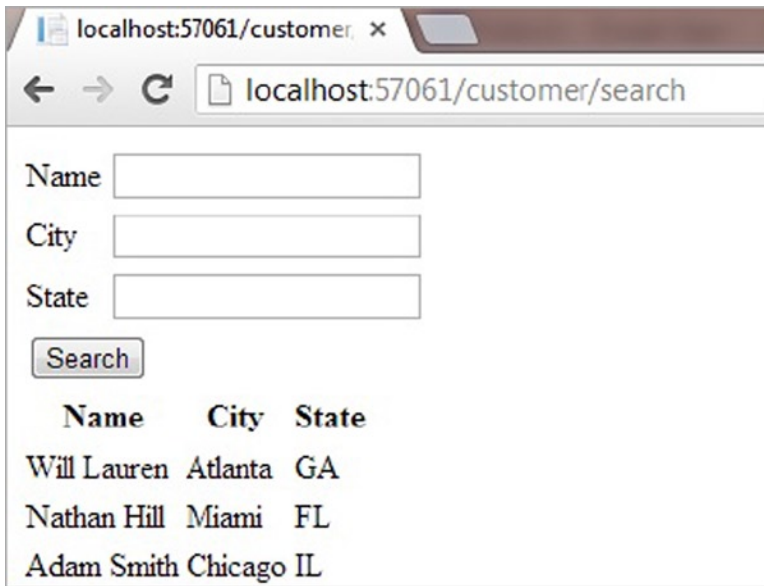 localhost:57061/customer,
localhost:57061/customer/search
Name
City
State
Search
Name City State
Will Lauren Atlanta GA
Nathan Hill Miami FL
Adam Smith Chicago IL